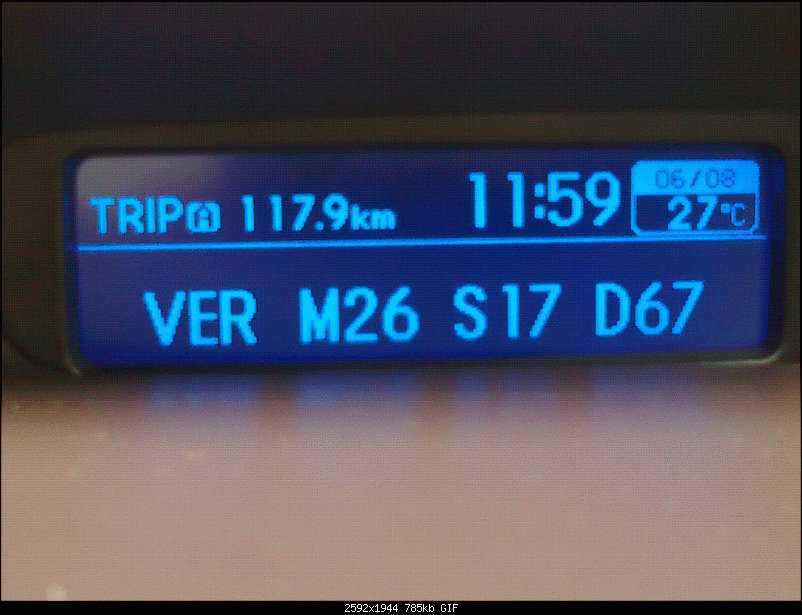 TRIP A 117.9km 11:59 06/08 27°C
VER M26 S17 D67
2592x1944 785kb GIF